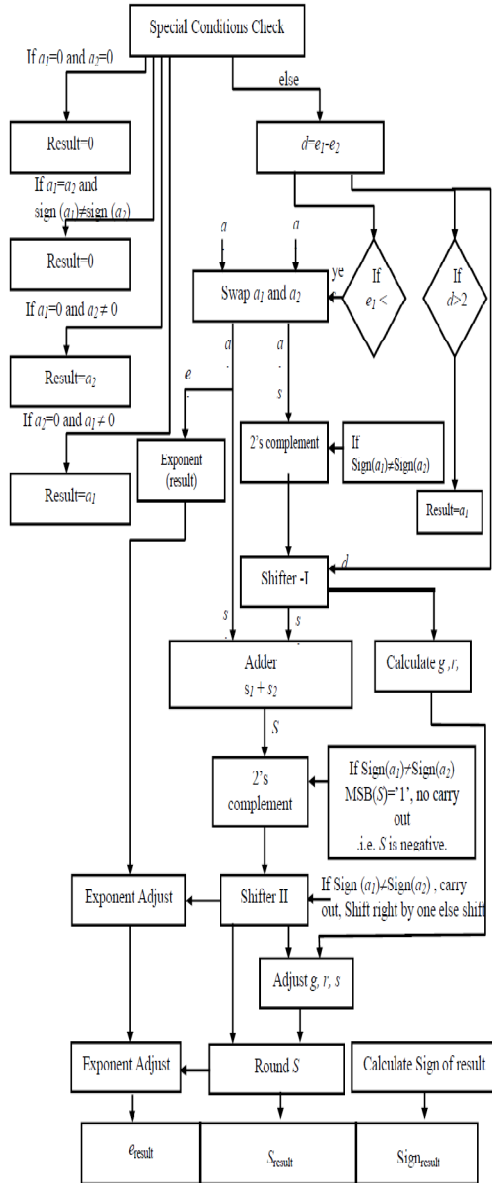 Special Conditions Check
If a₁=0 and a₂=0
else
Result=0
d=e₁-e₂
If a₁=a₂ and
sign (a₁)≠sign (a₂)
Result=0
a
a
If
e₁ <
If
d>2
ye
Swap a₁ and a₂
If a₁=0 and a₂ ≠ 0
Result=a₂
a
a
e
s
If a₂=0 and a₁ ≠ 0
Result=a₁
Exponent
(result)
2's complement
If
Sign(a₁)≠Sign(a₂)
Result=a₁
Shifter -I
d
s
s
Adder
s₁ + s₂
Calculate g ,r,
S
2's
complement
If Sign(a₁)≠Sign(a₂)
MSB(S)='1', no carry
out
.i.e. S is negative.
Exponent Adjust
Shifter II
If Sign (a₁)≠Sign(a₂) , carry
out, Shift right by one else shift
Adjust g, r, s
Exponent Adjust
Round S
Calculate Sign of result
e_result
S_result
Sign_result